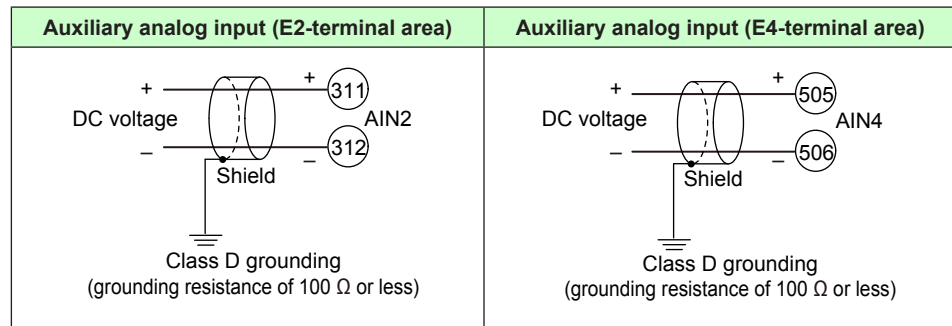 Auxiliary analog input (E2-terminal area)
+ + 311
DC voltage AIN2
– – 312
Shield
Class D grounding
(grounding resistance of 100 Ω or less)
Auxiliary analog input (E4-terminal area)
+ + 505
DC voltage AIN4
– – 506
Shield
Class D grounding
(grounding resistance of 100 Ω or less)